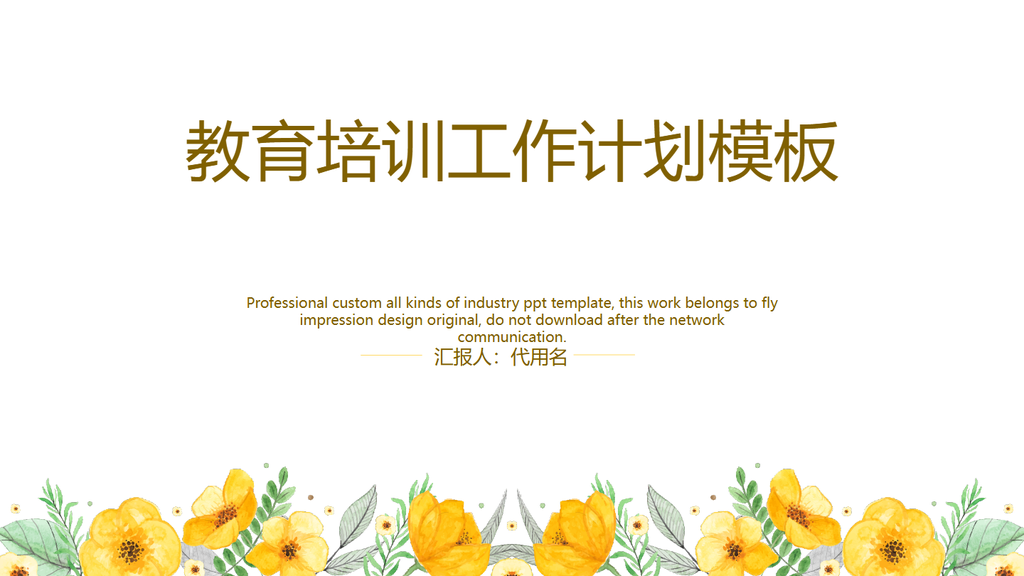 教育培训工作计划模板
Professional custom all kinds of industry ppt template, this work belongs to fly
impression design original, do not download after the network
communication.
汇报人：代用名